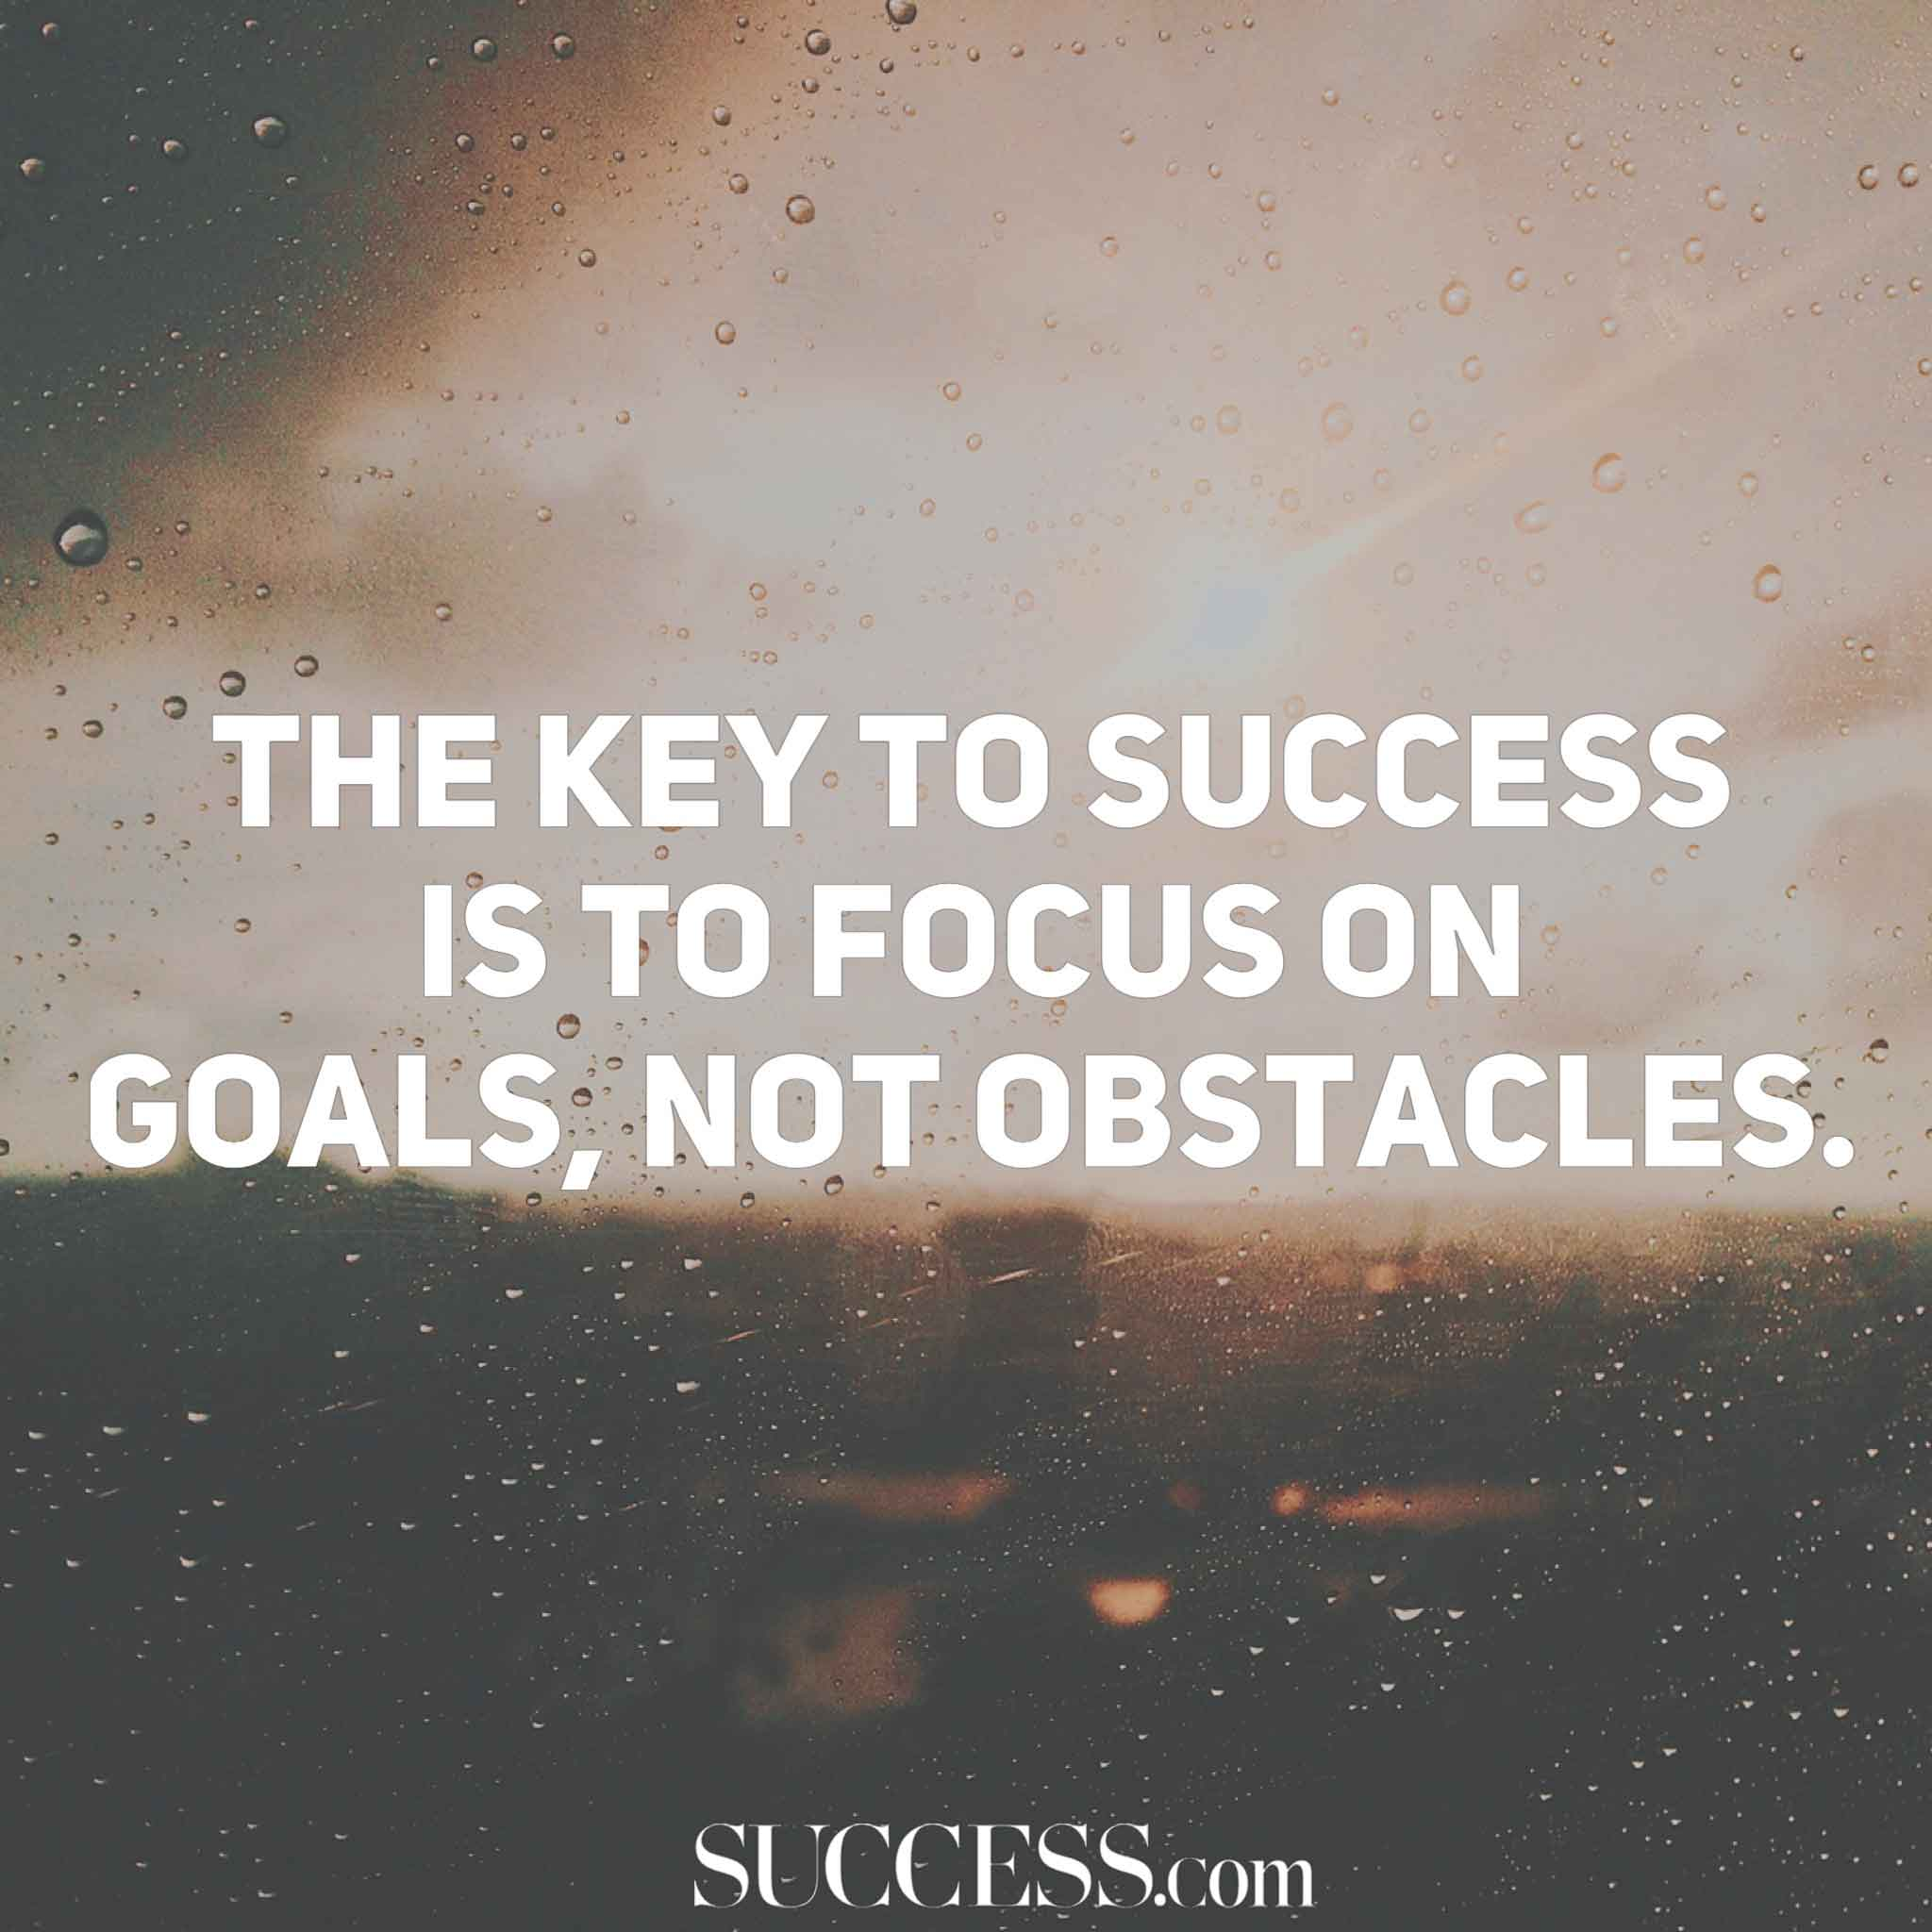 THE KEY TO SUCCESS
IS TO FOCUS ON
GOALS, NOT OBSTACLES.
SUCCESS.com